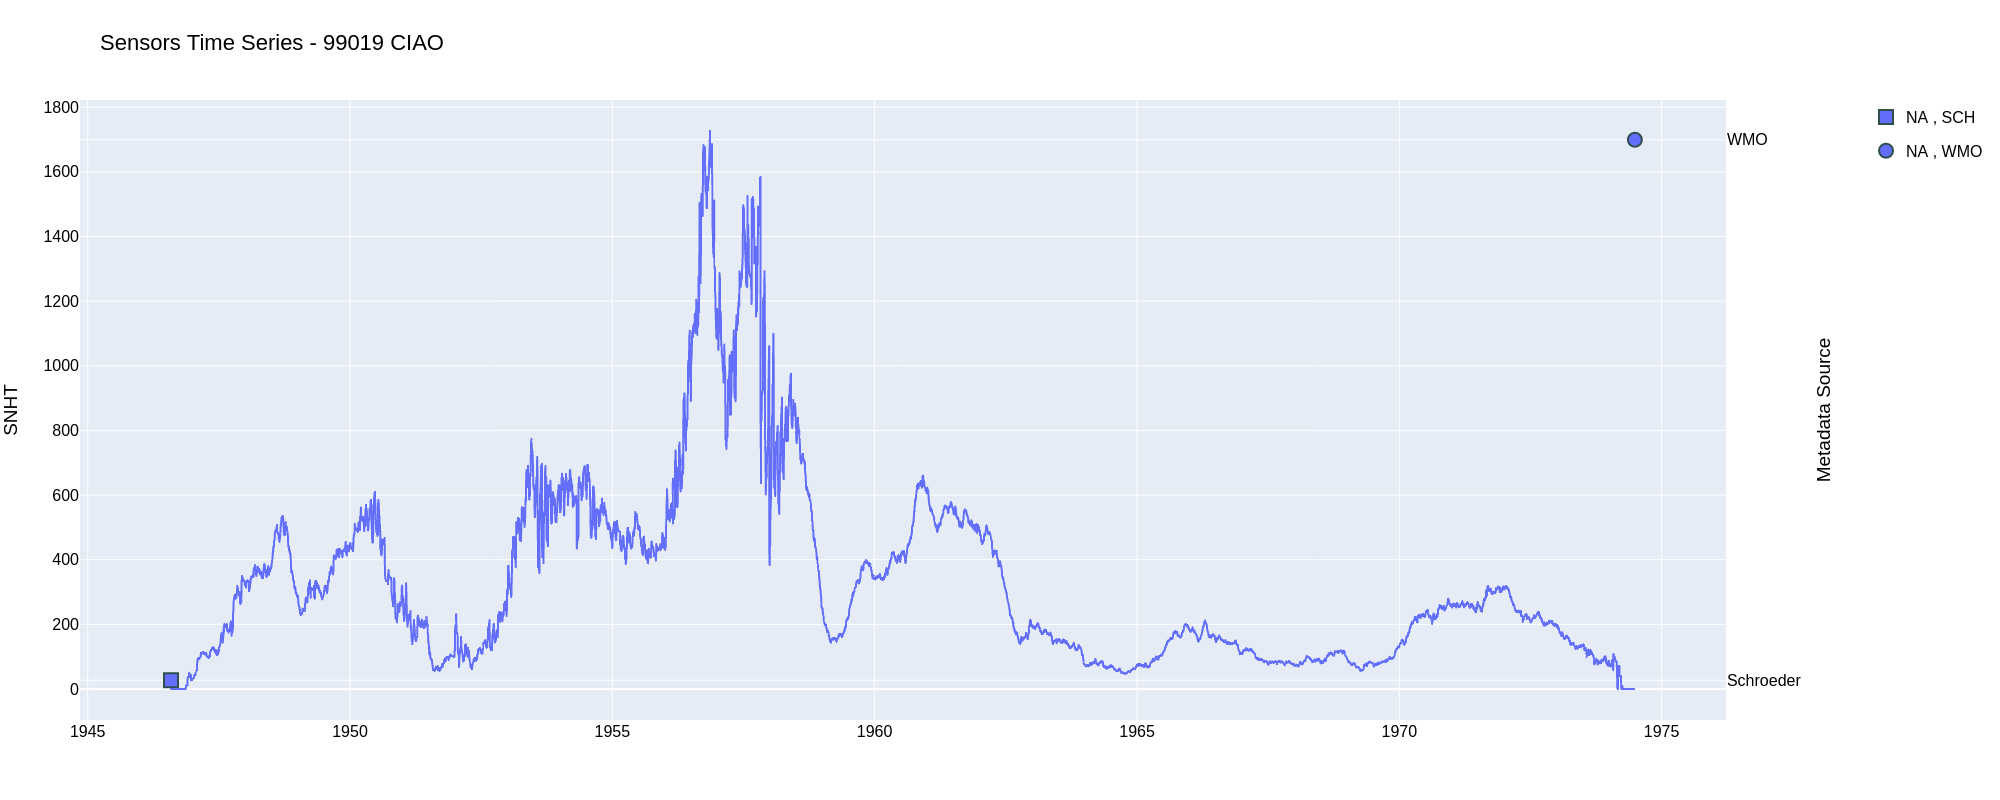 Sensors Time Series - 99019 CIAO
1800
1600
1400
1200
1000
800
600
400
200
0
SNHT
1945
1950
1955
1960
1965
1970
1975
WMO
Schroeder
Metadata Source
NA , SCH
NA , WMO